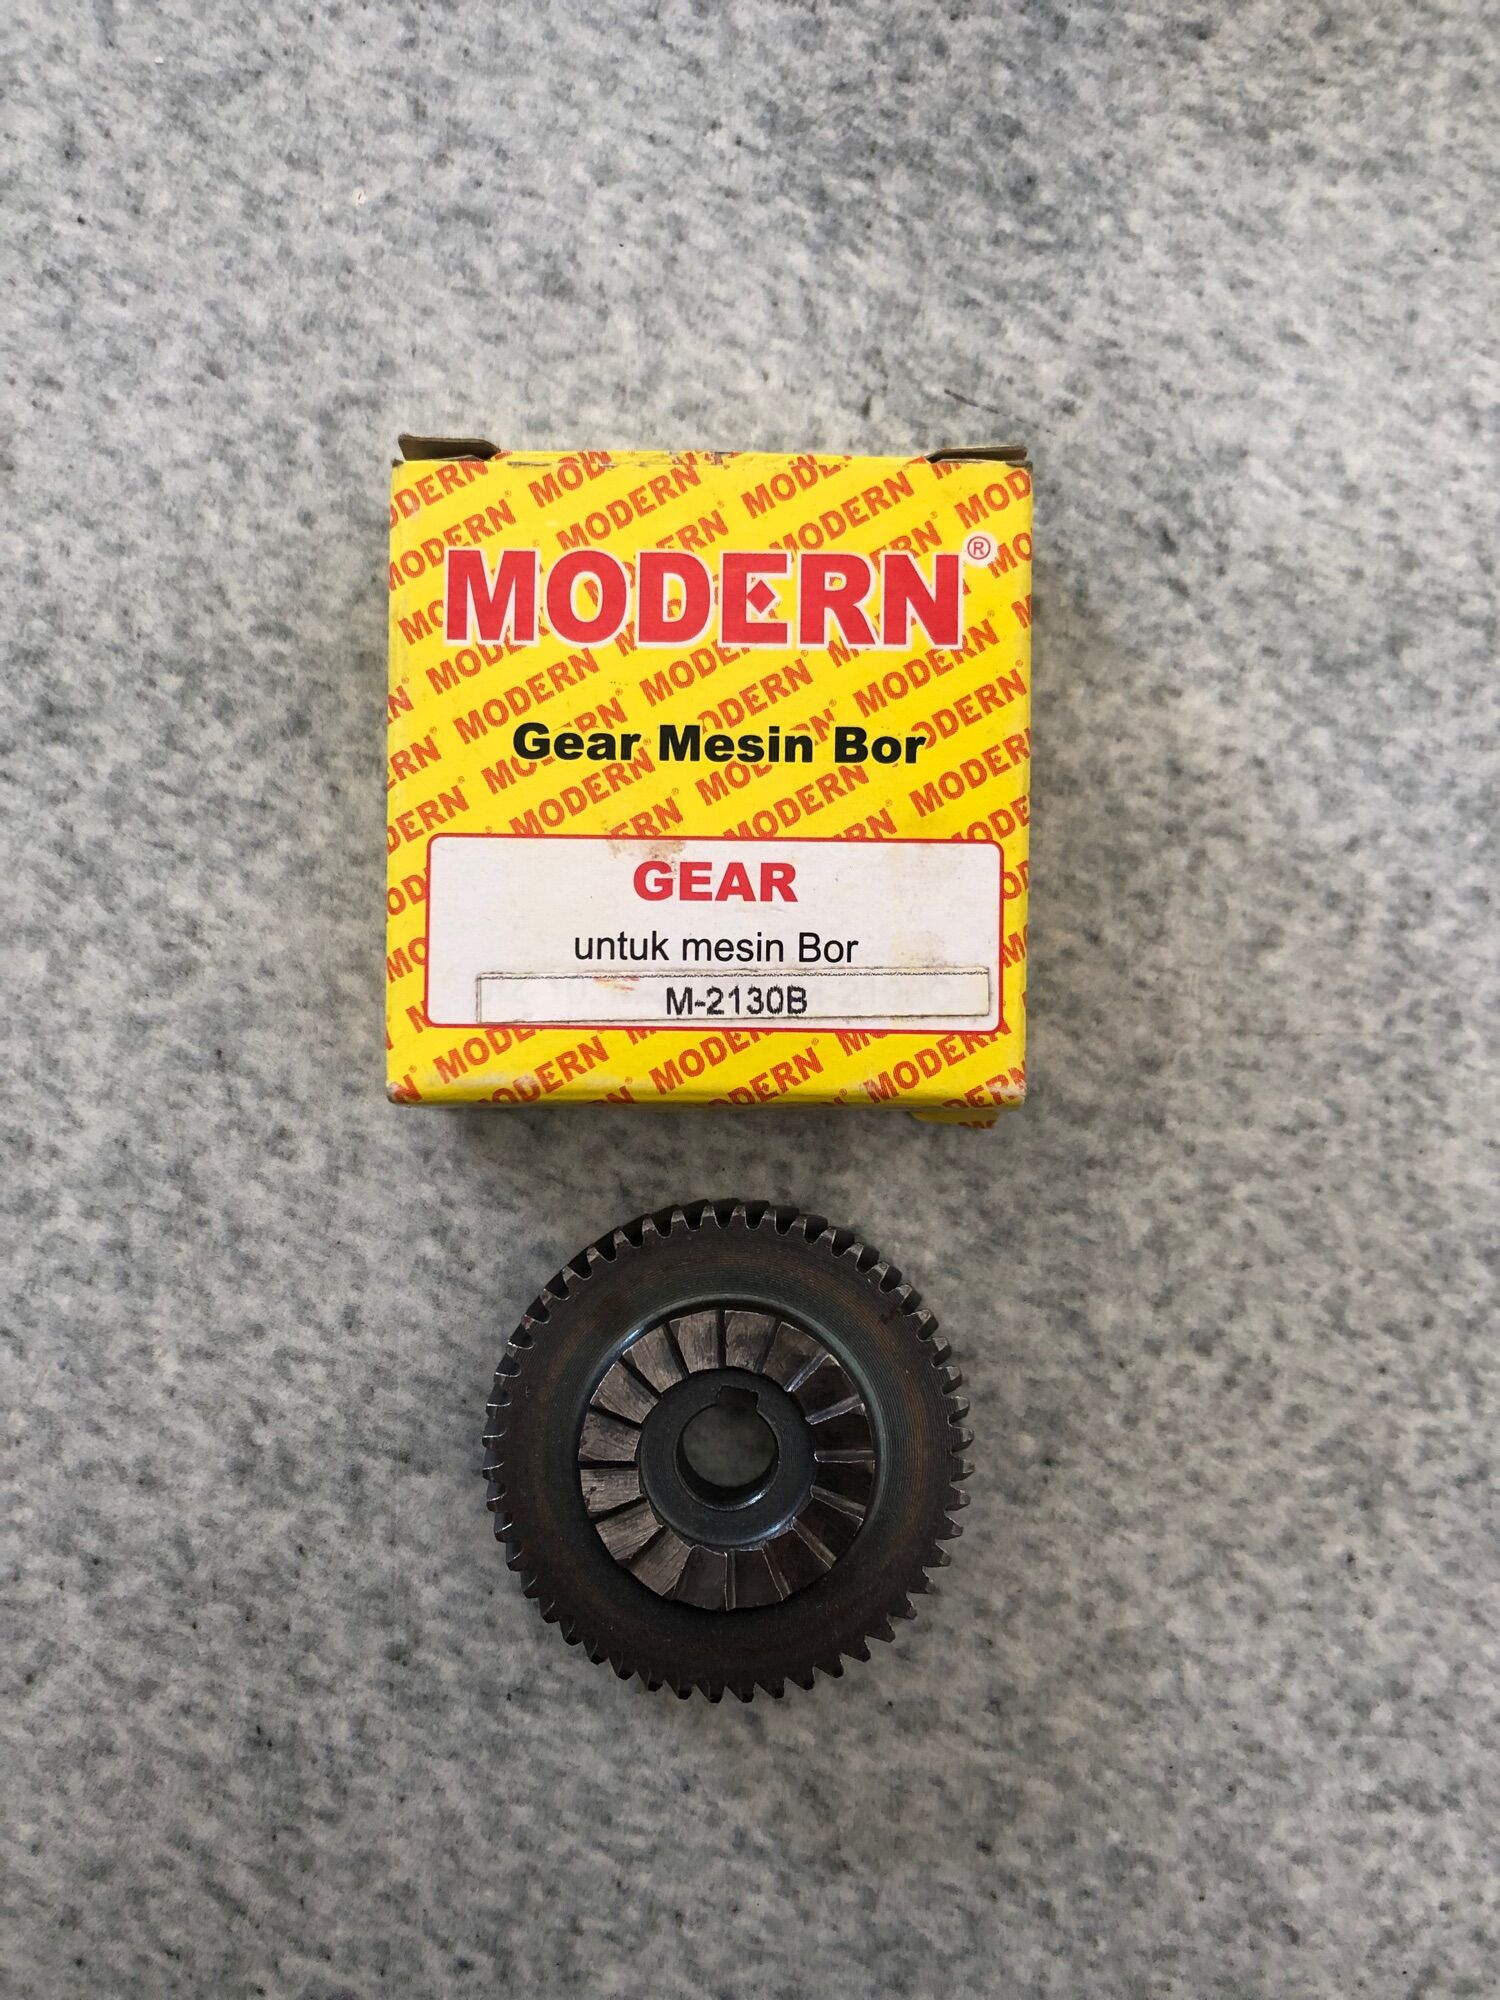 MODERN®
Gear Mesin Bor
GEAR
untuk mesin Bor
M-2130B